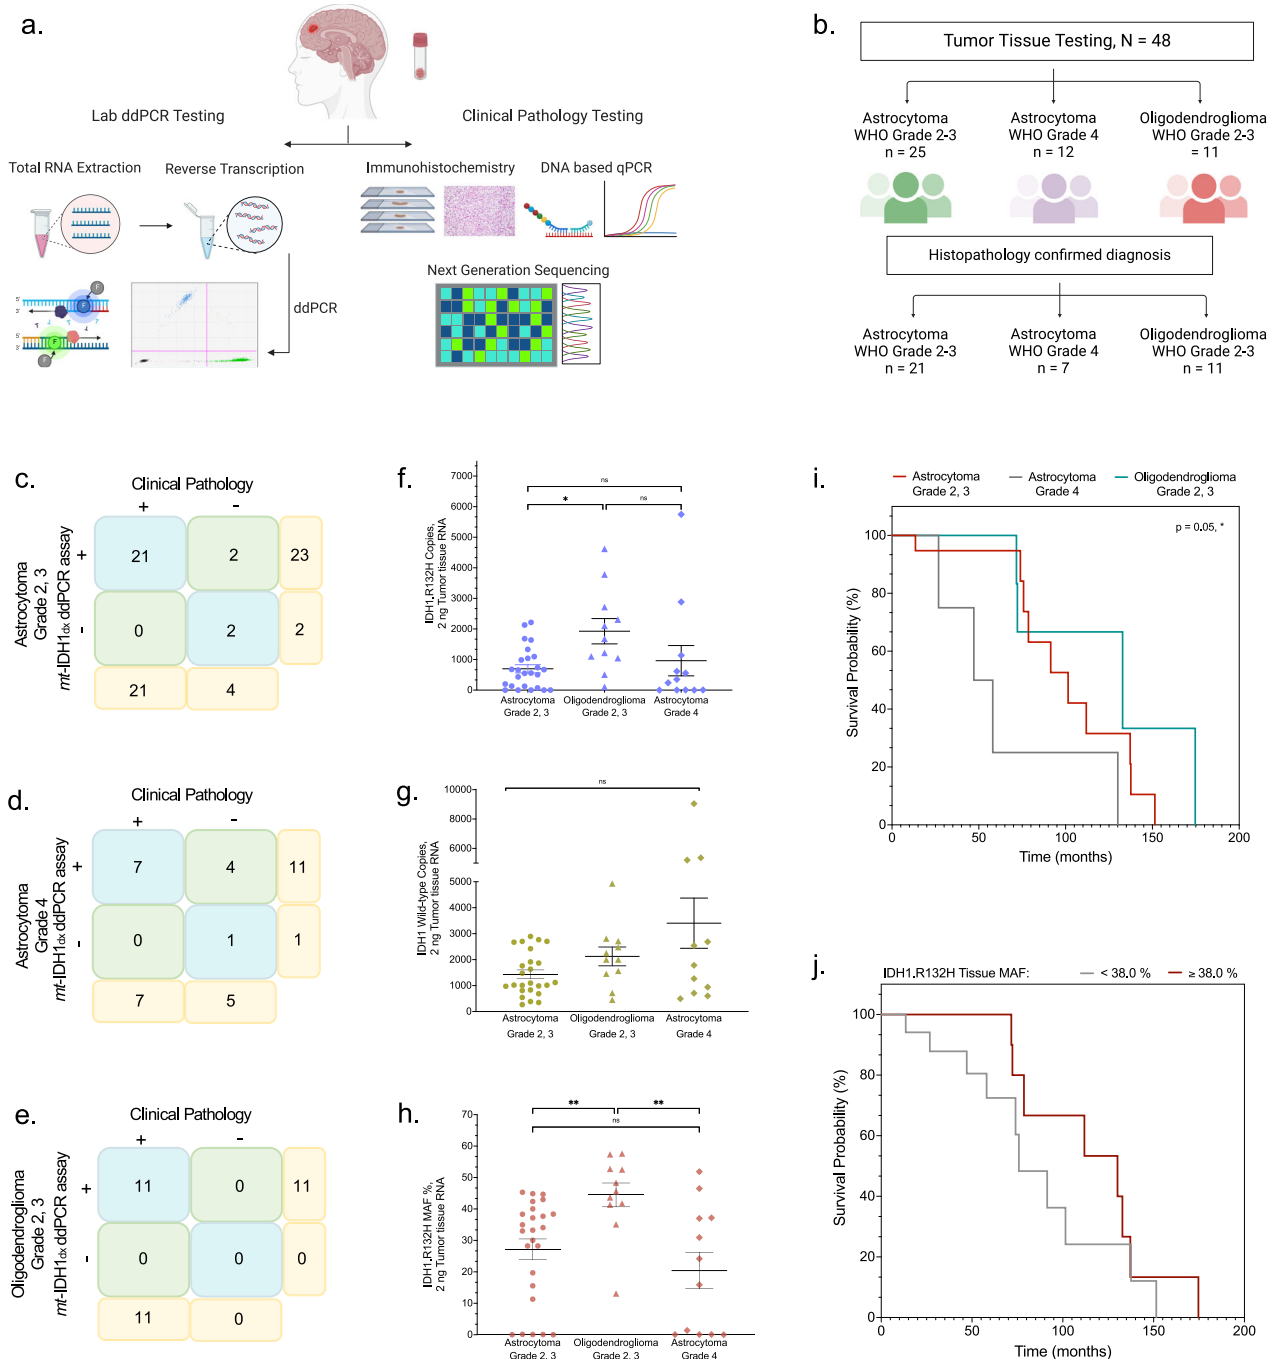 a.
Lab ddPCR Testing
Clinical Pathology Testing
Total RNA Extraction
Reverse Transcription
Immunohistochemistry
DNA based qPCR
ddPCR
Next Generation Sequencing
5'
3'
5'
F
F
F
F
b.
Tumor Tissue Testing, N = 48
Astrocytoma
WHO Grade 2-3
n = 25
Astrocytoma
WHO Grade 4
n = 12
Oligodendroglioma
WHO Grade 2-3
= 11
Histopathology confirmed diagnosis
Astrocytoma
WHO Grade 2-3
n = 21
Astrocytoma
WHO Grade 4
n = 7
Oligodendroglioma
WHO Grade 2-3
n = 11
c.
Clinical Pathology
+ -
Astrocytoma
Grade 2, 3
mt-IDH1dx ddPCR assay
+ 21 2 23
- 0 2 2
21 4
d.
Clinical Pathology
+ -
Astrocytoma
Grade 4
mt-IDH1dx ddPCR assay
+ 7 4 11
- 0 1 1
7 5
e.
Clinical Pathology
+ -
Oligodendroglioma
Grade 2, 3
mt-IDH1dx ddPCR assay
+ 11 0 11
- 0 0 0
11 0
f.
IDH1.R132H Copies,
2 ng Tumor tissue RNA
7000
6000
5000
4000
3000
2000
1000
0
ns
*
ns
Astrocytoma
Grade 2, 3
Oligodendroglioma
Grade 2, 3
Astrocytoma
Grade 4
g.
IDH1 Wild-type Copies,
2 ng Tumor tissue RNA
10000
8000
6000
5000
4000
3000
2000
1000
0
ns
Astrocytoma
Grade 2, 3
Oligodendroglioma
Grade 2, 3
Astrocytoma
Grade 4
h.
IDH1.R132H MAF %,
2 ng Tumor tissue RNA
70
60
50
40
30
20
10
0
**
**
ns
Astrocytoma
Grade 2, 3
Oligodendroglioma
Grade 2, 3
Astrocytoma
Grade 4
i.
Astrocytoma
Grade 2, 3
Astrocytoma
Grade 4
Oligodendroglioma
Grade 2, 3
p = 0.05, *
Survival Probability (%)
100
80
60
40
20
0
0 50 100 150 200
Time (months)
j.
IDH1.R132H Tissue MAF: < 38.0 % ≥ 38.0 %
Survival Probability (%)
100
80
60
40
20
0
0 50 100 150 200
Time (months)